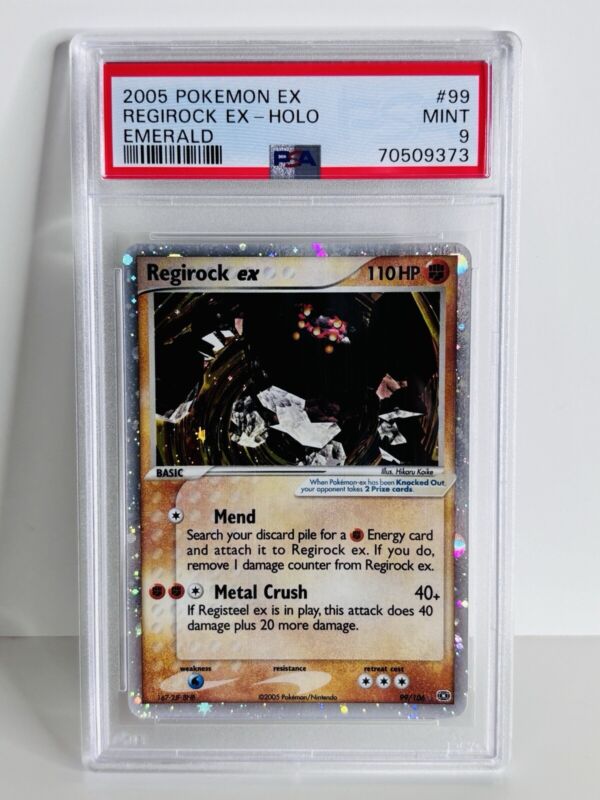 2005 POKEMON EX #99
REGIROCK EX – HOLO MINT
EMERALD 9
PSA 70509373
Regirock ex 110 HP
BASIC Illus. Hikaru Koike
When Pokémon-ex has been Knocked Out,
your opponent takes 2 Prize cards.
Mend
Search your discard pile for a Energy card
and attach it to Regirock ex. If you do,
remove 1 damage counter from Regirock ex.
Metal Crush 40+
If Registeel ex is in play, this attack does 40
damage plus 20 more damage.
weakness resistance retreat cost
©2005 Pokémon/Nintendo 99/106